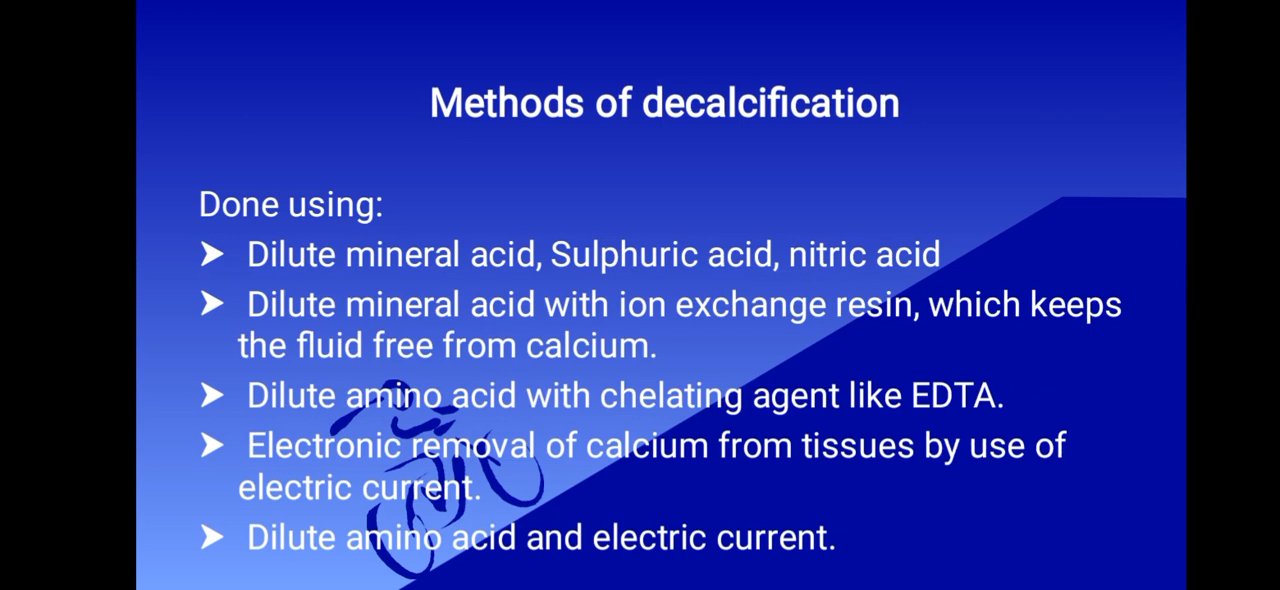 Methods of decalcification
Done using:
➤ Dilute mineral acid, Sulphuric acid, nitric acid
➤ Dilute mineral acid with ion exchange resin, which keeps
the fluid free from calcium.
➤ Dilute amino acid with chelating agent like EDTA.
➤ Electronic removal of calcium from tissues by use of
electric current.
➤ Dilute amino acid and electric current.